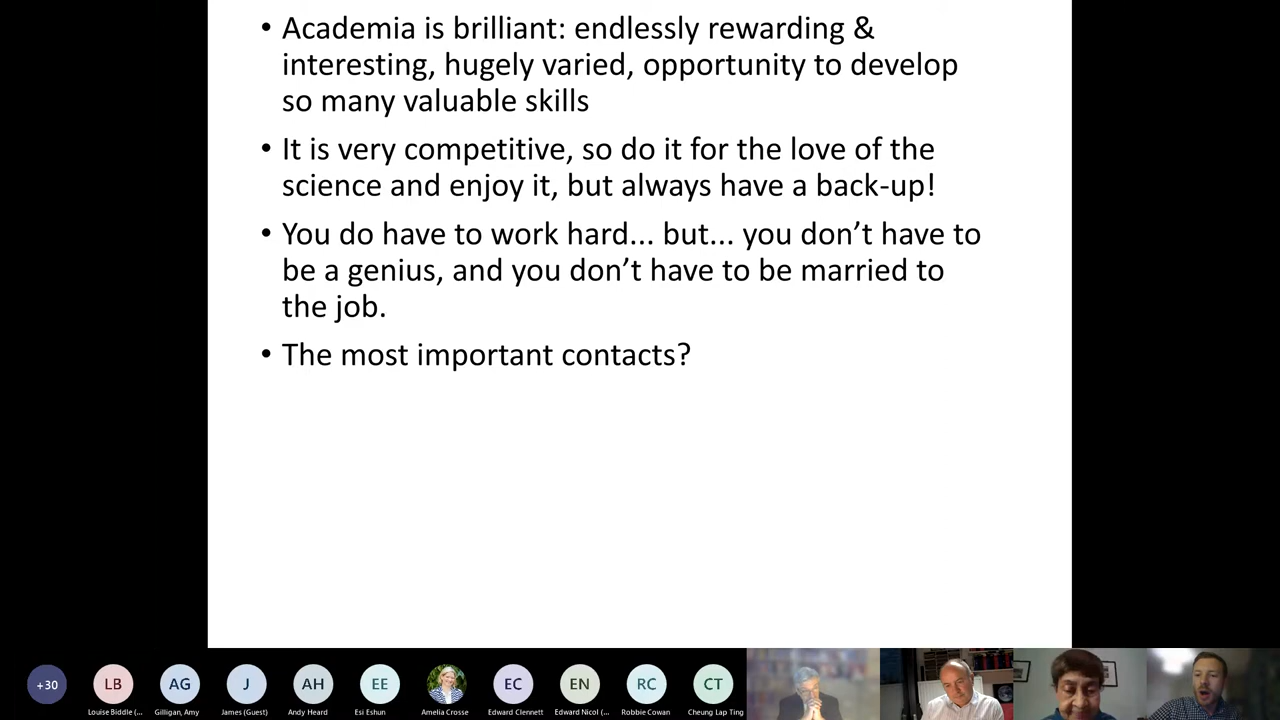 • Academia is brilliant: endlessly rewarding &
interesting, hugely varied, opportunity to develop
so many valuable skills
• It is very competitive, so do it for the love of the
science and enjoy it, but always have a back-up!
• You do have to work hard... but... you don’t have to
be a genius, and you don’t have to be married to
the job.
• The most important contacts?
+30 LB AG J AH EE EC EN RC CT
Louise Biddle (... Gilligan, Amy James (Guest) Andy Heard Esi Eshun Amelia Crosse Edward Clennett Edward Nicol (... Robbie Cowan Cheung Lap Ting